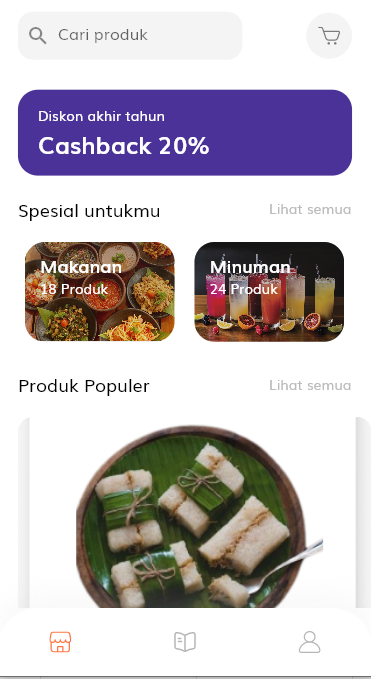 Cari produk
Diskon akhir tahun
Cashback 20%
Spesial untukmu
Lihat semua
Makanan
18 Produk
Minuman
24 Produk
Produk Populer
Lihat semua